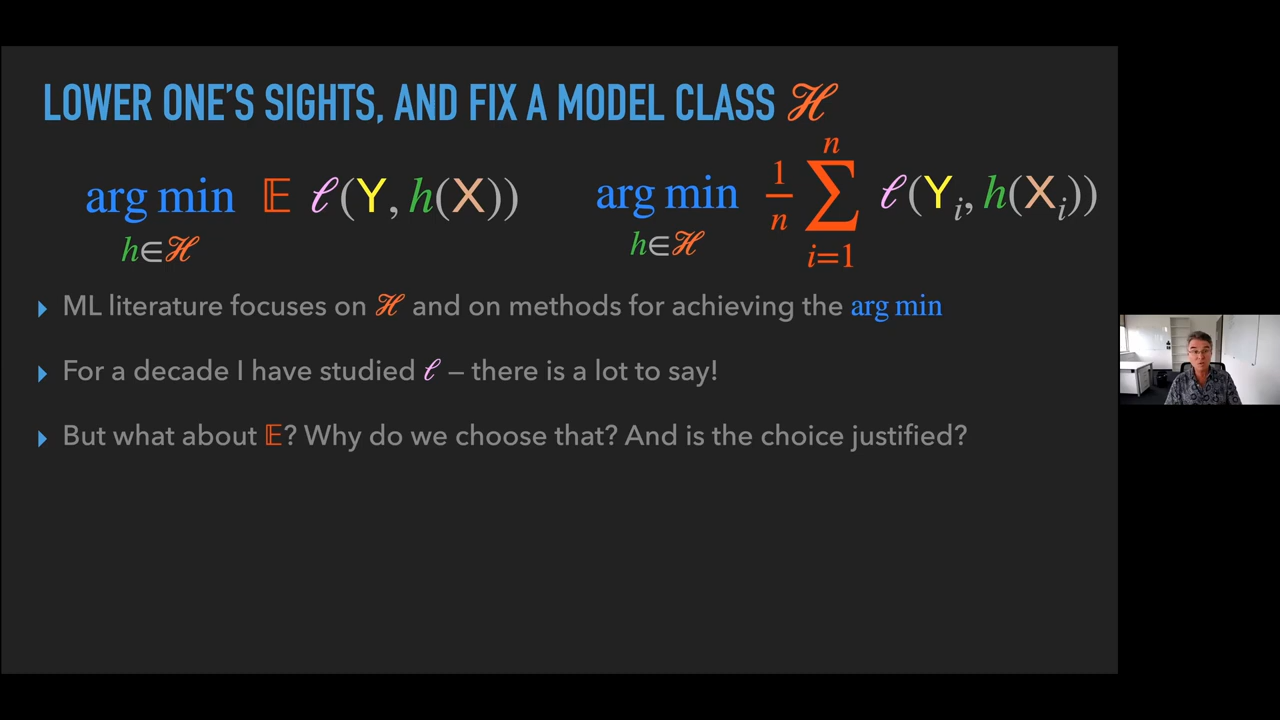 LOWER ONE'S SIGHTS, AND FIX A MODEL CLASS ℋ
arg min 𝔼 ℓ(Y, h(X))
h∈ℋ
arg min 1/n ∑ ℓ(Yᵢ, h(Xᵢ))
h∈ℋ i=1 n
▸ ML literature focuses on ℋ and on methods for achieving the arg min
▸ For a decade I have studied ℓ – there is a lot to say!
▸ But what about 𝔼? Why do we choose that? And is the choice justified?